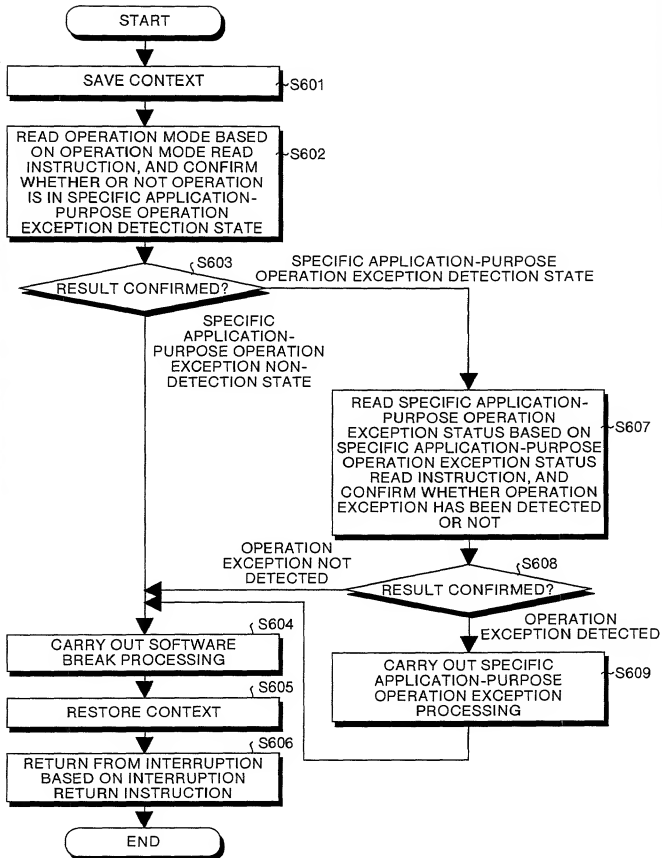 START
SAVE CONTEXT
S601
READ OPERATION MODE BASED
ON OPERATION MODE READ
INSTRUCTION, AND CONFIRM
WHETHER OR NOT OPERATION
IS IN SPECIFIC APPLICATION-
PURPOSE OPERATION
EXCEPTION DETECTION STATE
S602
S603
RESULT CONFIRMED?
SPECIFIC APPLICATION-PURPOSE
OPERATION EXCEPTION DETECTION STATE
SPECIFIC
APPLICATION-
PURPOSE OPERATION
EXCEPTION NON-
DETECTION STATE
READ SPECIFIC APPLICATION-
PURPOSE OPERATION
EXCEPTION STATUS BASED ON
SPECIFIC APPLICATION-PURPOSE
OPERATION EXCEPTION STATUS
READ INSTRUCTION, AND
CONFIRM WHETHER OPERATION
EXCEPTION HAS BEEN DETECTED
OR NOT
S607
OPERATION
EXCEPTION NOT
DETECTED
S608
RESULT CONFIRMED?
OPERATION
EXCEPTION DETECTED
S604
CARRY OUT SOFTWARE
BREAK PROCESSING
CARRY OUT SPECIFIC
APPLICATION-PURPOSE
OPERATION EXCEPTION
PROCESSING
S609
S605
RESTORE CONTEXT
S606
RETURN FROM INTERRUPTION
BASED ON INTERRUPTION
RETURN INSTRUCTION
END